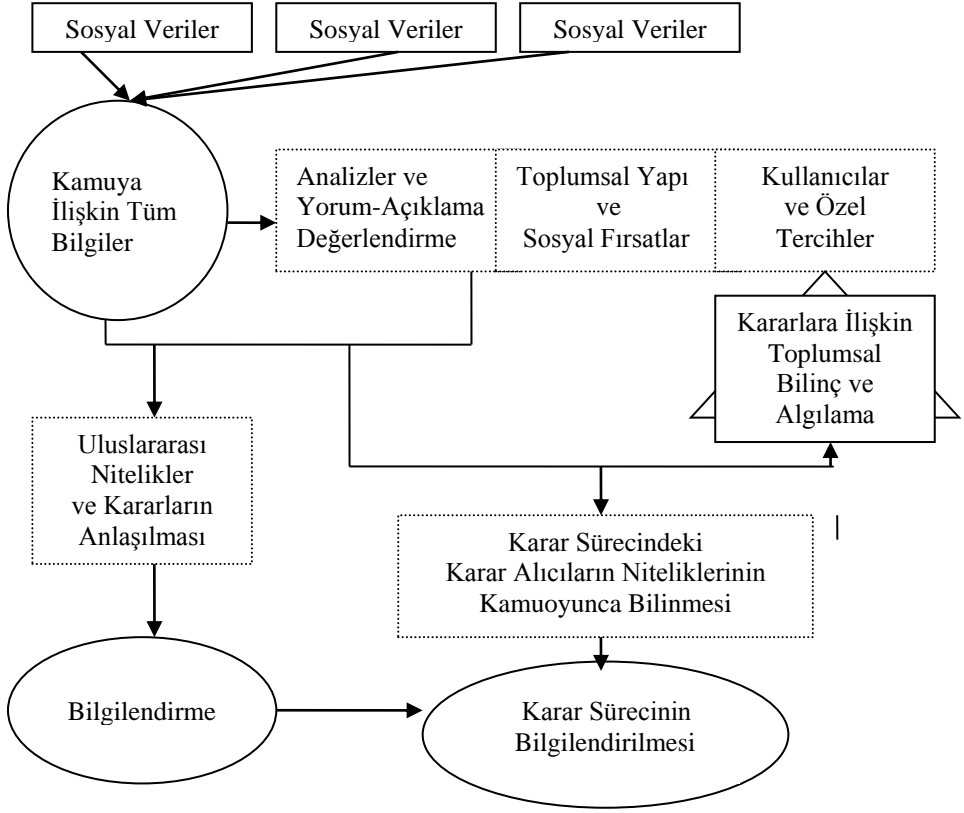 Sosyal Veriler
Sosyal Veriler
Sosyal Veriler
Kamuya
İlişkin Tüm
Bilgiler
Analizler ve
Yorum-Açıklama
Değerlendirme
Toplumsal Yapı
ve
Sosyal Fırsatlar
Kullanıcılar
ve Özel
Tercihler
Kararlara İlişkin
Toplumsal
Bilinç ve
Algılama
Uluslararası
Nitelikler
ve Kararların
Anlaşılması
Karar Sürecindeki
Karar Alıcıların Niteliklerinin
Kamuoyunca Bilinmesi
Bilgilendirme
Karar Sürecinin
Bilgilendirilmesi